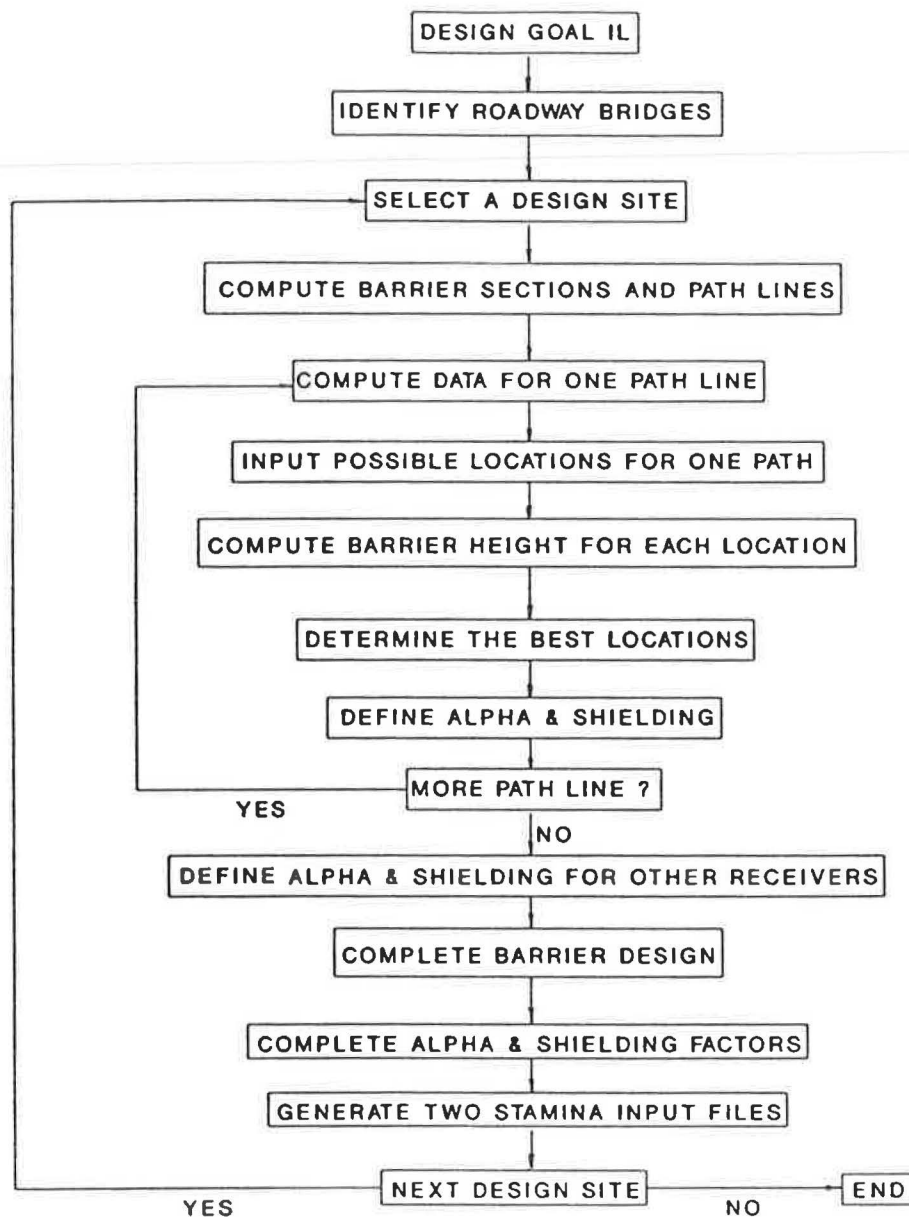 DESIGN GOAL IL
IDENTIFY ROADWAY BRIDGES
SELECT A DESIGN SITE
COMPUTE BARRIER SECTIONS AND PATH LINES
COMPUTE DATA FOR ONE PATH LINE
INPUT POSSIBLE LOCATIONS FOR ONE PATH
COMPUTE BARRIER HEIGHT FOR EACH LOCATION
DETERMINE THE BEST LOCATIONS
DEFINE ALPHA & SHIELDING
MORE PATH LINE ?
YES
NO
DEFINE ALPHA & SHIELDING FOR OTHER RECEIVERS
COMPLETE BARRIER DESIGN
COMPLETE ALPHA & SHIELDING FACTORS
GENERATE TWO STAMINA INPUT FILES
NEXT DESIGN SITE
END
YES
NO